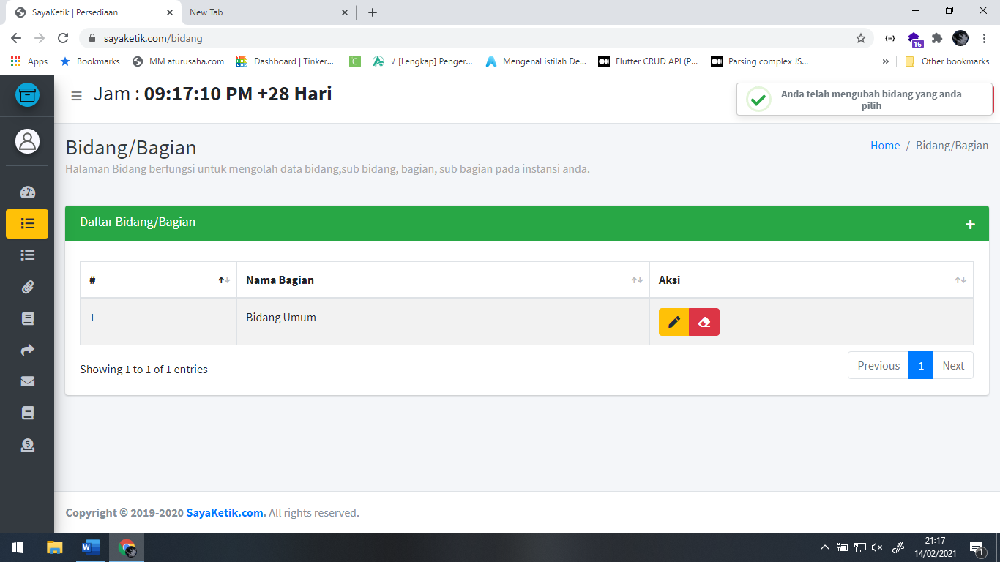 SayaKetik | Persediaan
New Tab
sayaketik.com/bidang
16
Apps
Bookmarks
MM aturusaha.com
Dashboard | Tinker...
C
√ [Lengkap] Penger...
Mengenal istilah De...
Flutter CRUD API (P...
Parsing complex JS...
»
Other bookmarks
Jam : 09:17:10 PM +28 Hari
Anda telah mengubah bidang yang anda
pilih
Bidang/Bagian
Home / Bidang/Bagian
Halaman Bidang berfungsi untuk mengolah data bidang,sub bidang, bagian, sub bagian pada instansi anda.
Daftar Bidang/Bagian
# Nama Bagian Aksi
1 Bidang Umum
Showing 1 to 1 of 1 entries
Previous 1 Next
Copyright © 2019-2020 SayaKetik.com. All rights reserved.
21:17
14/02/2021
1